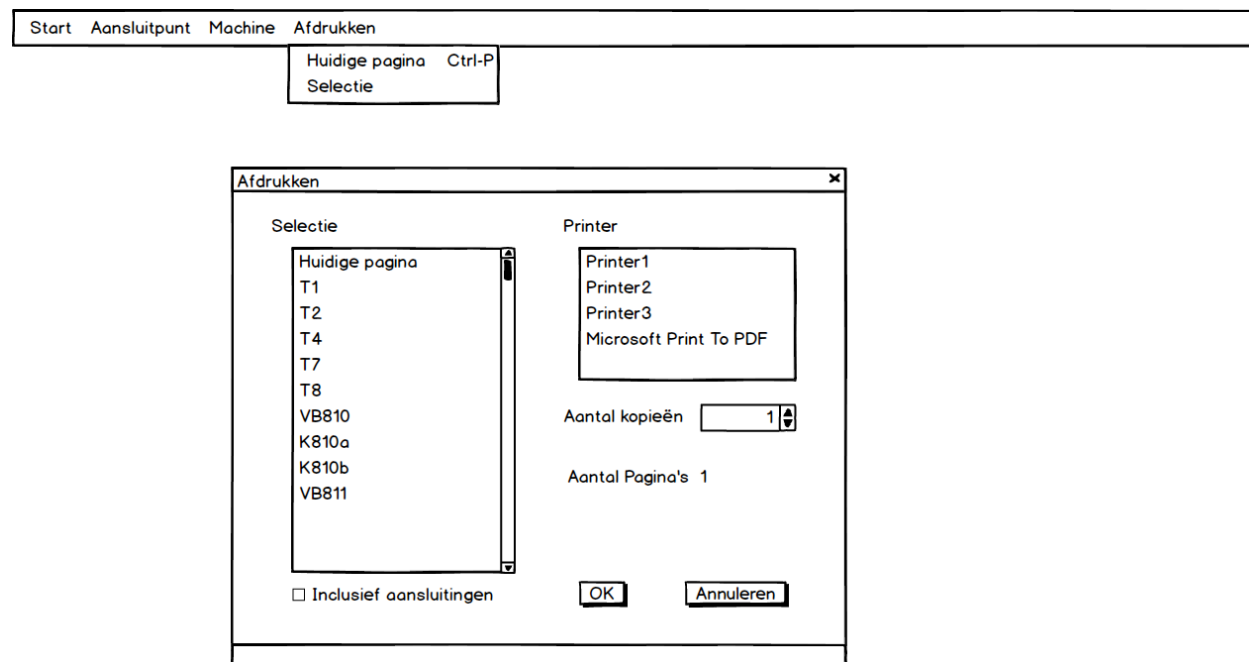 Start Aansluitpunt Machine Afdrukken
Huidige pagina Ctrl-P
Selectie
Afdrukken
Selectie
Huidige pagina
T1
T2
T4
T7
T8
VB810
K810a
K810b
VB811
Inclusief aansluitingen
Printer
Printer1
Printer2
Printer3
Microsoft Print To PDF
Aantal kopieën 1
Aantal Pagina's 1
OK Annuleren